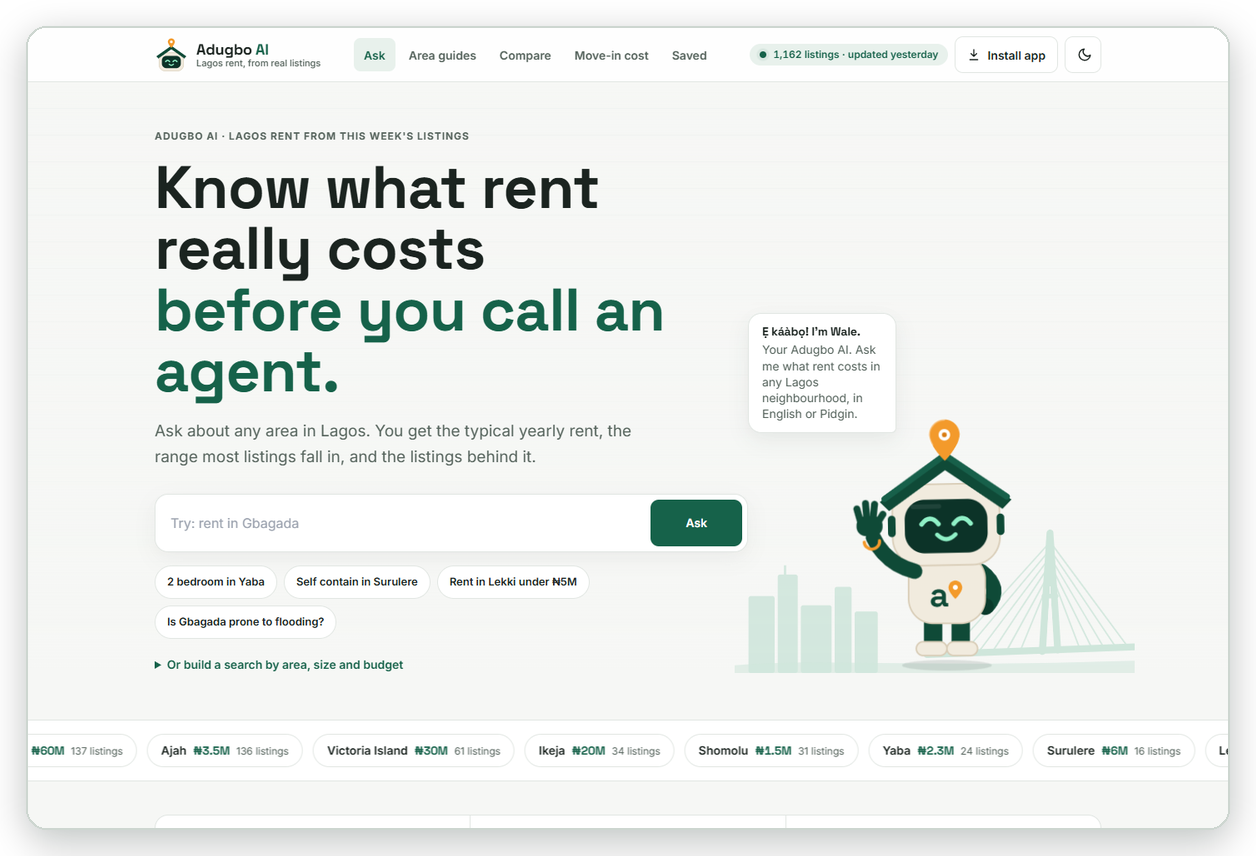 Adugbo AI
Lagos rent, from real listings
Ask
Area guides
Compare
Move-in cost
Saved
1,162 listings · updated yesterday
Install app
ADUGBO AI · LAGOS RENT FROM THIS WEEK'S LISTINGS
Know what rent
really costs
before you call an
agent.
Ask about any area in Lagos. You get the typical yearly rent, the
range most listings fall in, and the listings behind it.
Try: rent in Gbagada
Ask
2 bedroom in Yaba
Self contain in Surulere
Rent in Lekki under ₦5M
Is Gbagada prone to flooding?
Or build a search by area, size and budget
Ẹ káàbọ̀! I'm Wale.
Your Adugbo AI. Ask
me what rent costs in
any Lagos
neighbourhood, in
English or Pidgin.
a
₦60M 137 listings
Ajah ₦3.5M 136 listings
Victoria Island ₦30M 61 listings
Ikeja ₦20M 34 listings
Shomolu ₦1.5M 31 listings
Yaba ₦2.3M 24 listings
Surulere ₦6M 16 listings